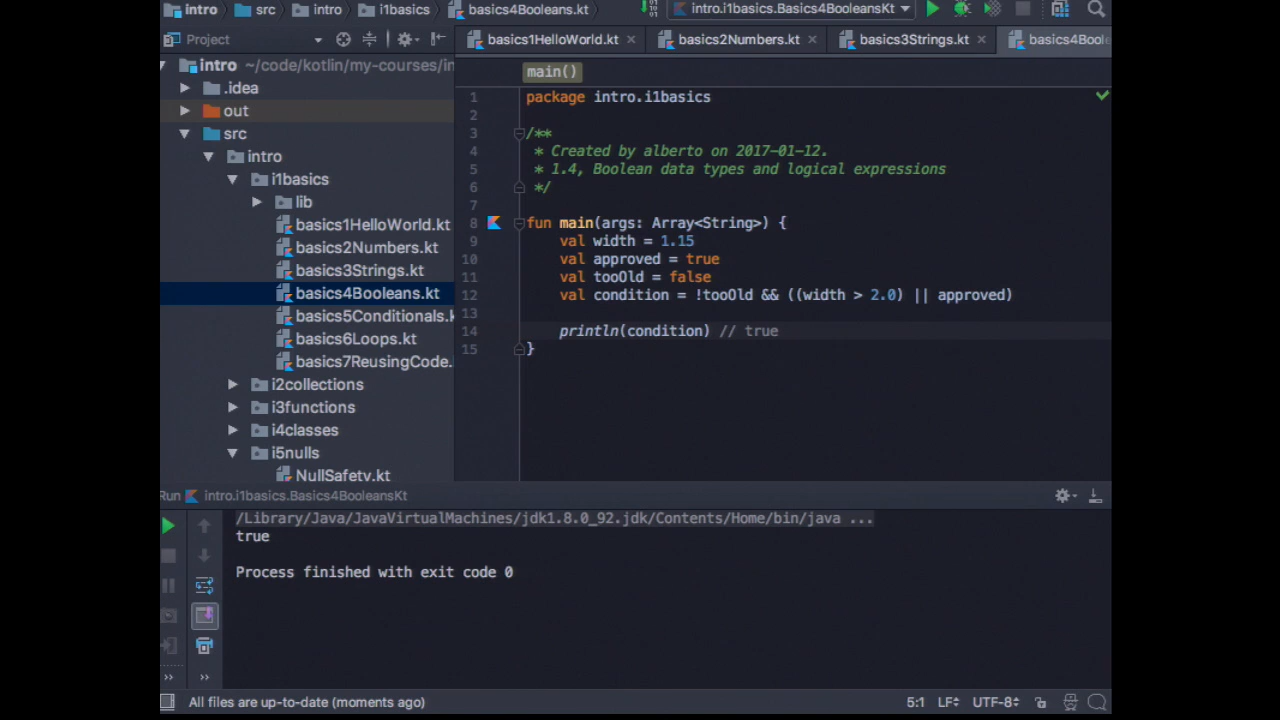 intro src intro i1basics basics4Booleans.kt intro.i1basics.Basics4BooleansKt
Project basics1HelloWorld.kt basics2Numbers.kt basics3Strings.kt basics4Bool
intro ~/code/kotlin/my-courses/in
.idea
out
src
intro
i1basics
lib
basics1HelloWorld.kt
basics2Numbers.kt
basics3Strings.kt
basics4Booleans.kt
basics5Conditionals.k
basics6Loops.kt
basics7ReusingCode.
i2collections
i3functions
i4classes
i5nulls
NullSafety.kt
main()
1 package intro.i1basics
2
3 /**
4 * Created by alberto on 2017-01-12.
5 * 1.4, Boolean data types and logical expressions
6 */
7
8 fun main(args: Array<String>) {
9 val width = 1.15
10 val approved = true
11 val tooOld = false
12 val condition = !tooOld && ((width > 2.0) || approved)
13
14 println(condition) // true
15 }
Run intro.i1basics.Basics4BooleansKt
/Library/Java/JavaVirtualMachines/jdk1.8.0_92.jdk/Contents/Home/bin/java ...
true
Process finished with exit code 0
All files are up-to-date (moments ago) 5:1 LF UTF-8